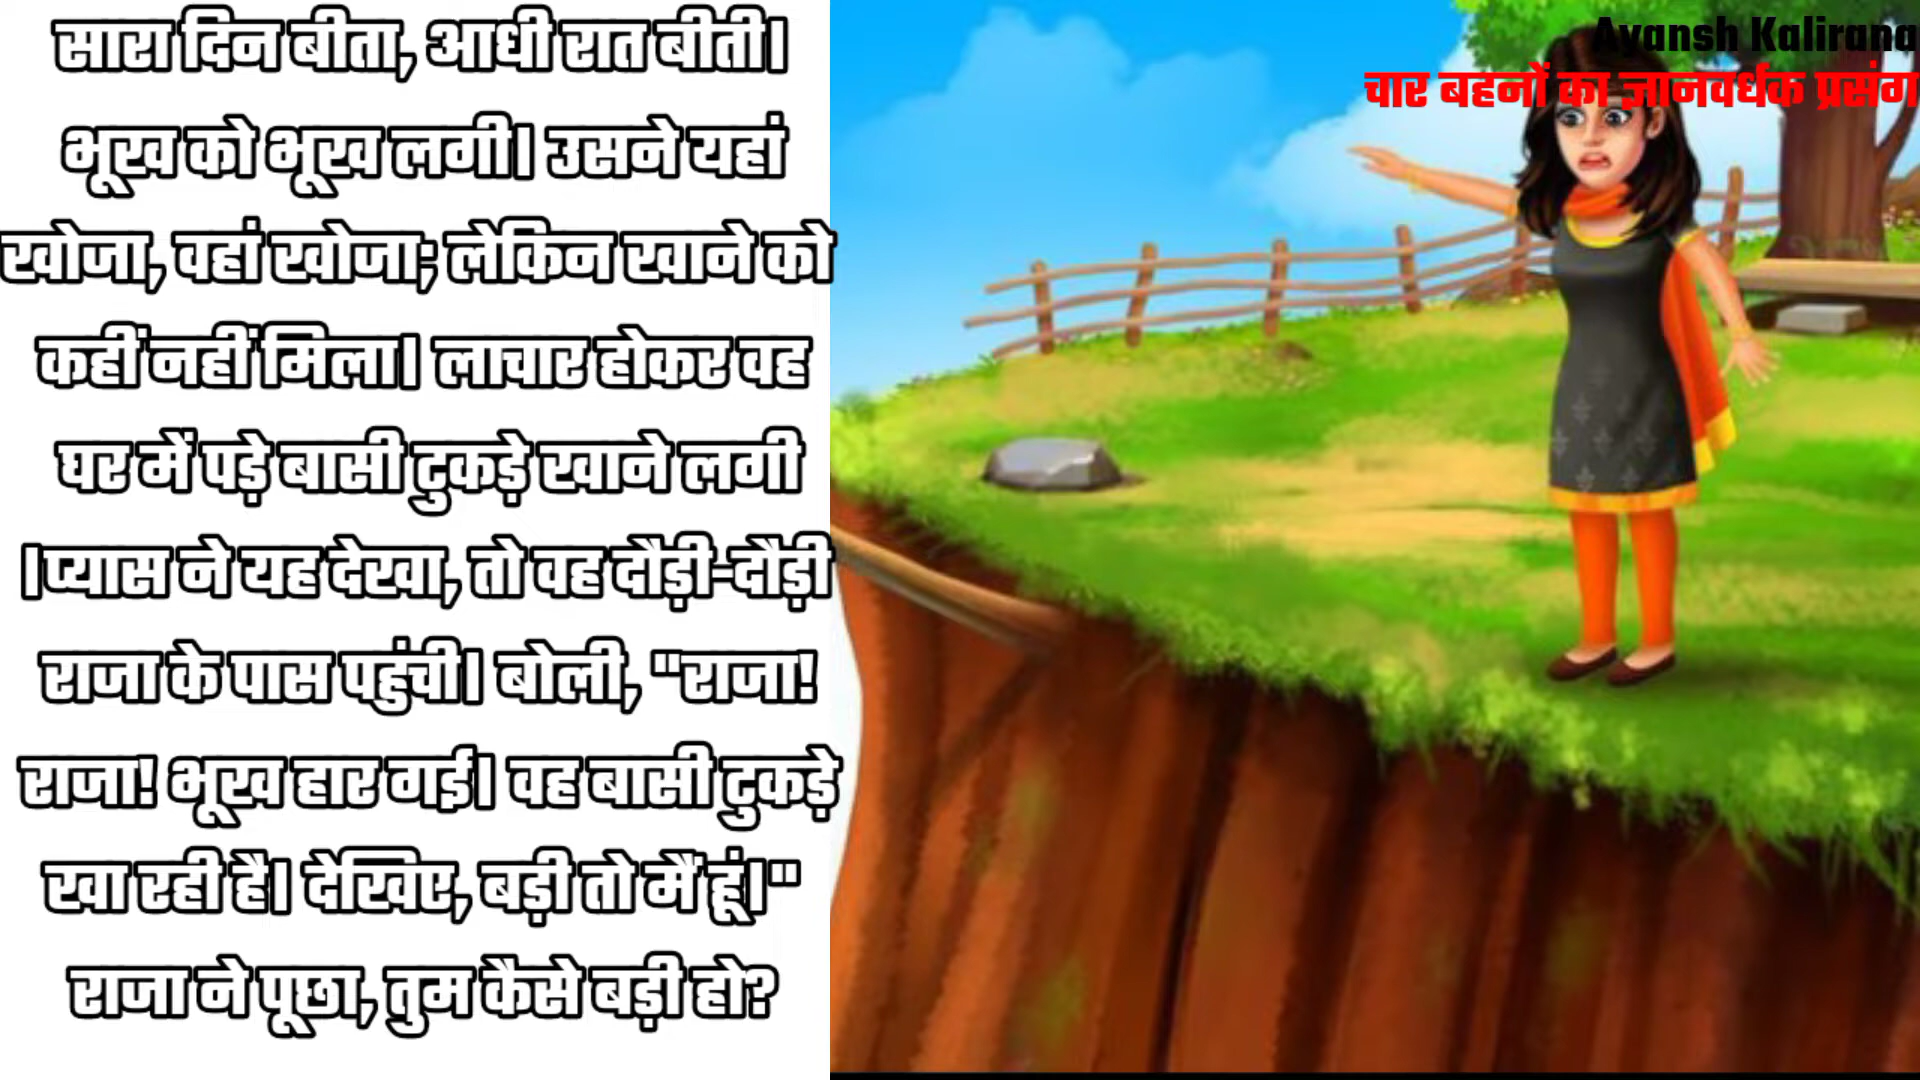 सारा दिन बीता, आधी रात बीती।
भूख को भूख लगी। उसने यहां
खोजा, वहां खोजा; लेकिन खाने को
कहीं नहीं मिला। लाचार होकर वह
घर में पड़े बासी टुकड़े खाने लगी
।प्यास ने यह देखा, तो वह दौड़ी-दौड़ी
राजा के पास पहुंची। बोली, "राजा!
राजा! भूख हार गई। वह बासी टुकड़े
खा रही है। देखिए, बड़ी तो मैं हूं।"
राजा ने पूछा, तुम कैसे बड़ी हो?
Ayansh Kalirana
चार बहनों का ज्ञानवर्धक प्रसंग